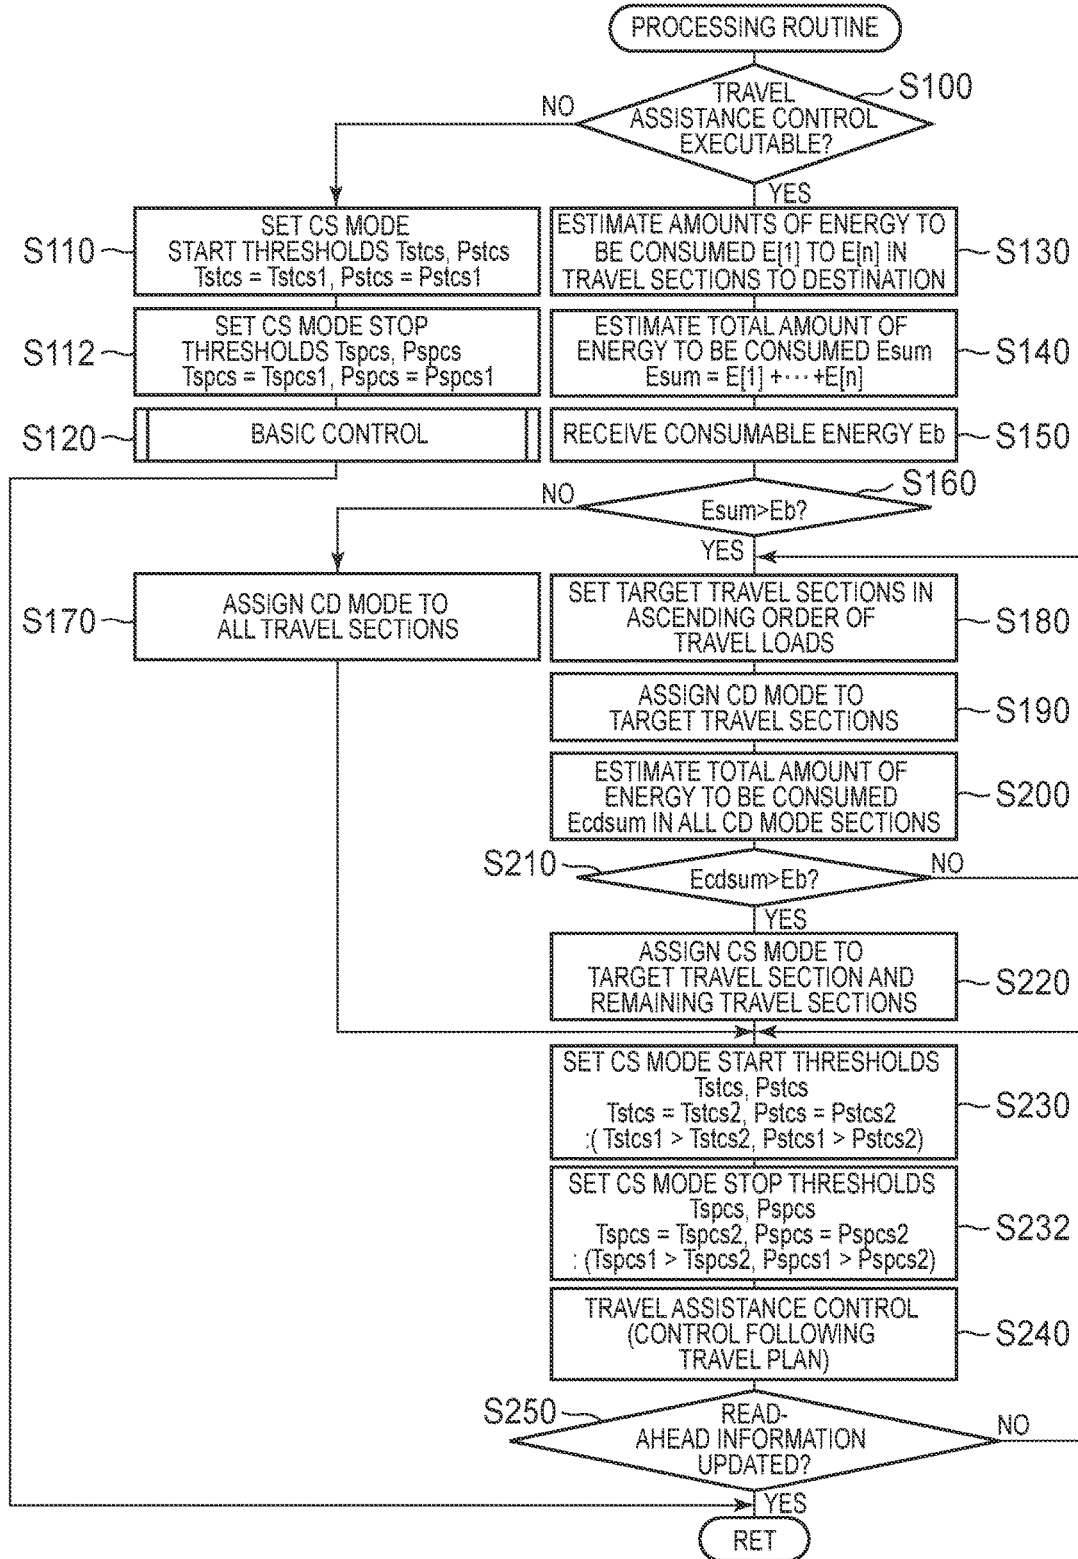 PROCESSING ROUTINE
TRAVEL
ASSISTANCE CONTROL
EXECUTABLE?
S100
NO
YES
S110
SET CS MODE
START THRESHOLDS Tstcs, Pstcs
Tstcs = Tstcs1, Pstcs = Pstcs1
ESTIMATE AMOUNTS OF ENERGY TO
BE CONSUMED E[1] TO E[n] IN
TRAVEL SECTIONS TO DESTINATION
S130
S112
SET CS MODE STOP
THRESHOLDS Tspcs, Pspcs
Tspcs = Tspcs1, Pspcs = Pspcs1
ESTIMATE TOTAL AMOUNT OF
ENERGY TO BE CONSUMED Esum
Esum = E[1] +··· +E[n]
S140
S120
BASIC CONTROL
RECEIVE CONSUMABLE ENERGY Eb
S150
NO
Esum>Eb?
S160
YES
S170
ASSIGN CD MODE TO
ALL TRAVEL SECTIONS
SET TARGET TRAVEL SECTIONS IN
ASCENDING ORDER OF
TRAVEL LOADS
S180
ASSIGN CD MODE TO
TARGET TRAVEL SECTIONS
S190
ESTIMATE TOTAL AMOUNT OF
ENERGY TO BE CONSUMED
Ecdsum IN ALL CD MODE SECTIONS
S200
S210
Ecdsum>Eb?
NO
YES
ASSIGN CS MODE TO
TARGET TRAVEL SECTION AND
REMAINING TRAVEL SECTIONS
S220
SET CS MODE START THRESHOLDS
Tstcs, Pstcs
Tstcs = Tstcs2, Pstcs = Pstcs2
:( Tstcs1 > Tstcs2, Pstcs1 > Pstcs2)
S230
SET CS MODE STOP THRESHOLDS
Tspcs, Pspcs
Tspcs = Tspcs2, Pspcs = Pspcs2
: (Tspcs1 > Tspcs2, Pspcs1 > Pspcs2)
S232
TRAVEL ASSISTANCE CONTROL
(CONTROL FOLLOWING
TRAVEL PLAN)
S240
S250
READ-
AHEAD INFORMATION
UPDATED?
NO
YES
RET